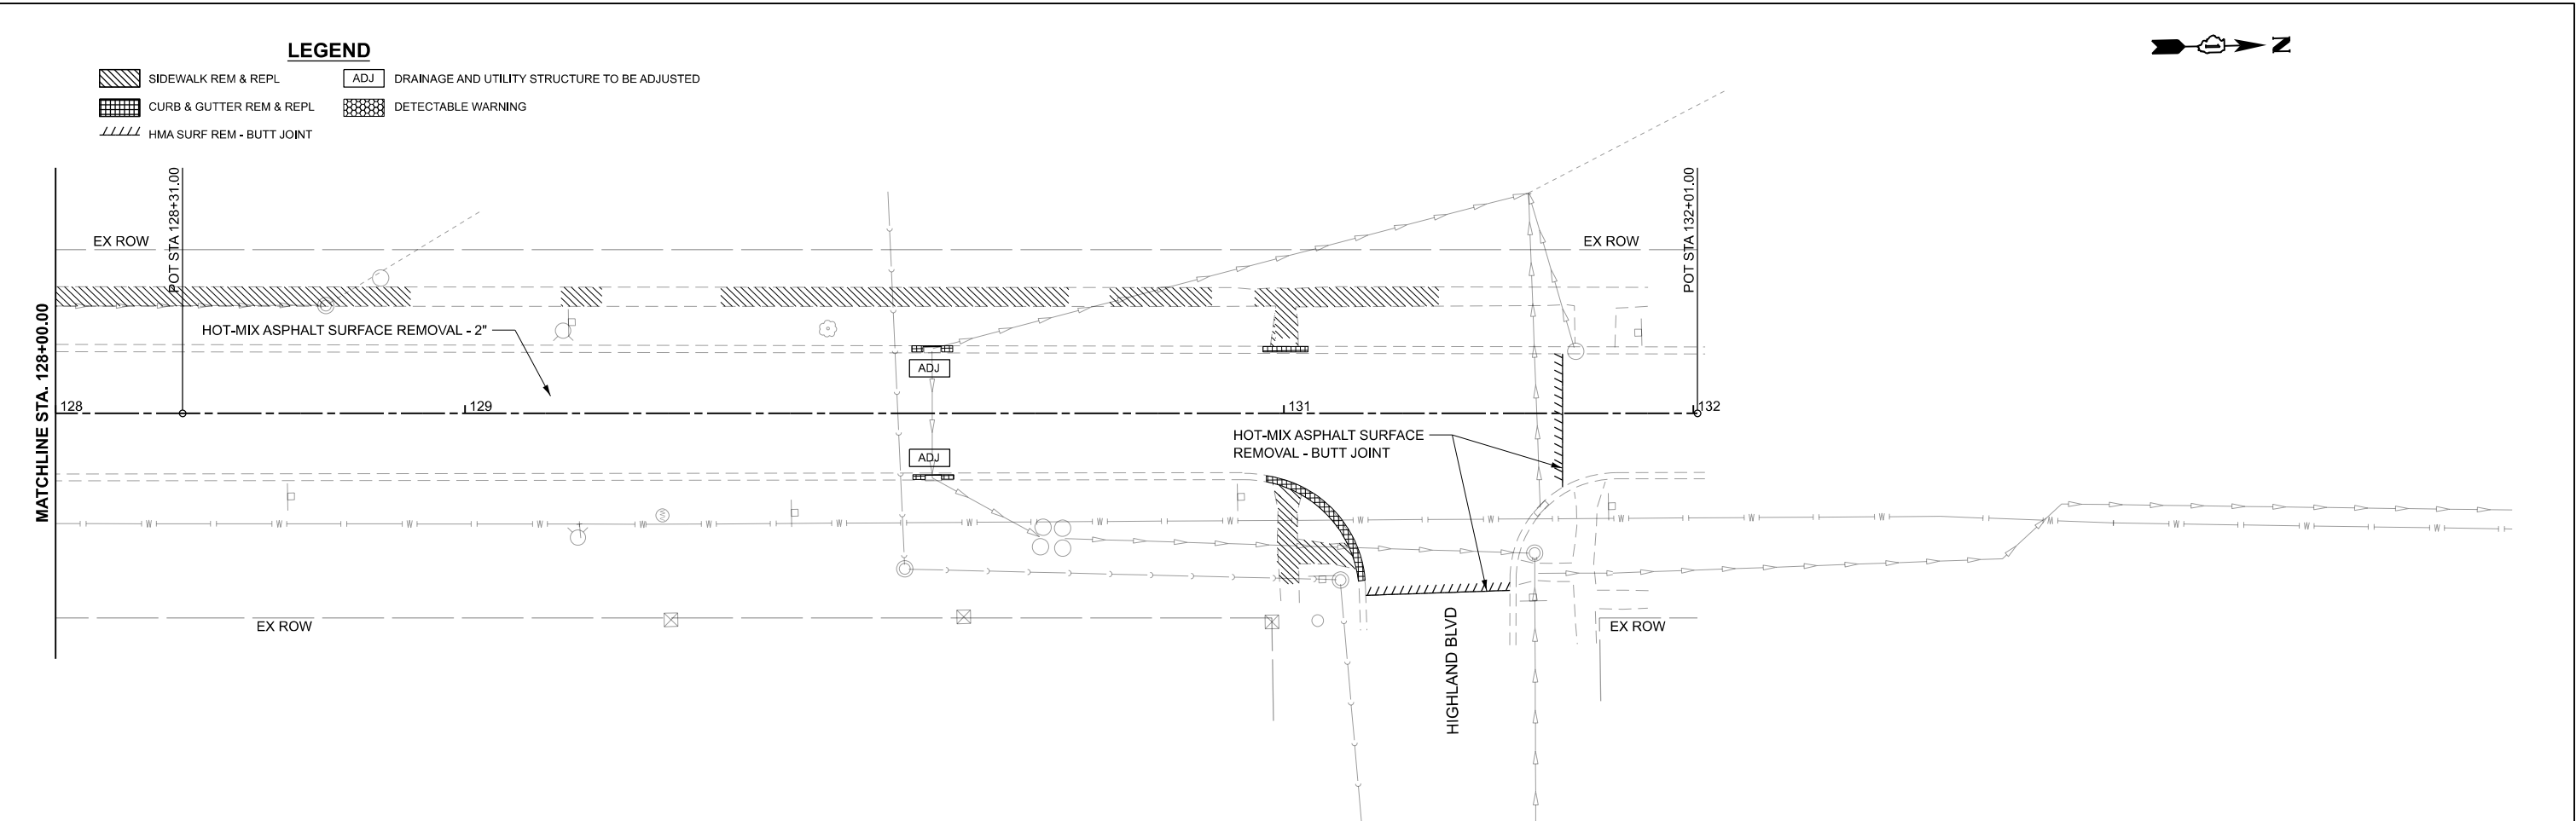 LEGEND
SIDEWALK REM & REPL
ADJ DRAINAGE AND UTILITY STRUCTURE TO BE ADJUSTED
CURB & GUTTER REM & REPL
DETECTABLE WARNING
HMA SURF REM - BUTT JOINT
N
MATCHLINE STA. 128+000.00
POT STA 128+31.00
POT STA 132+01.00
EX ROW
EX ROW
HOT-MIX ASPHALT SURFACE REMOVAL - 2"
ADJ
128
129
131
132
HOT-MIX ASPHALT SURFACE
REMOVAL - BUTT JOINT
ADJ
W W W W W W W W W W W W W W W W W W
EX ROW
EX ROW
HIGHLAND BLVD